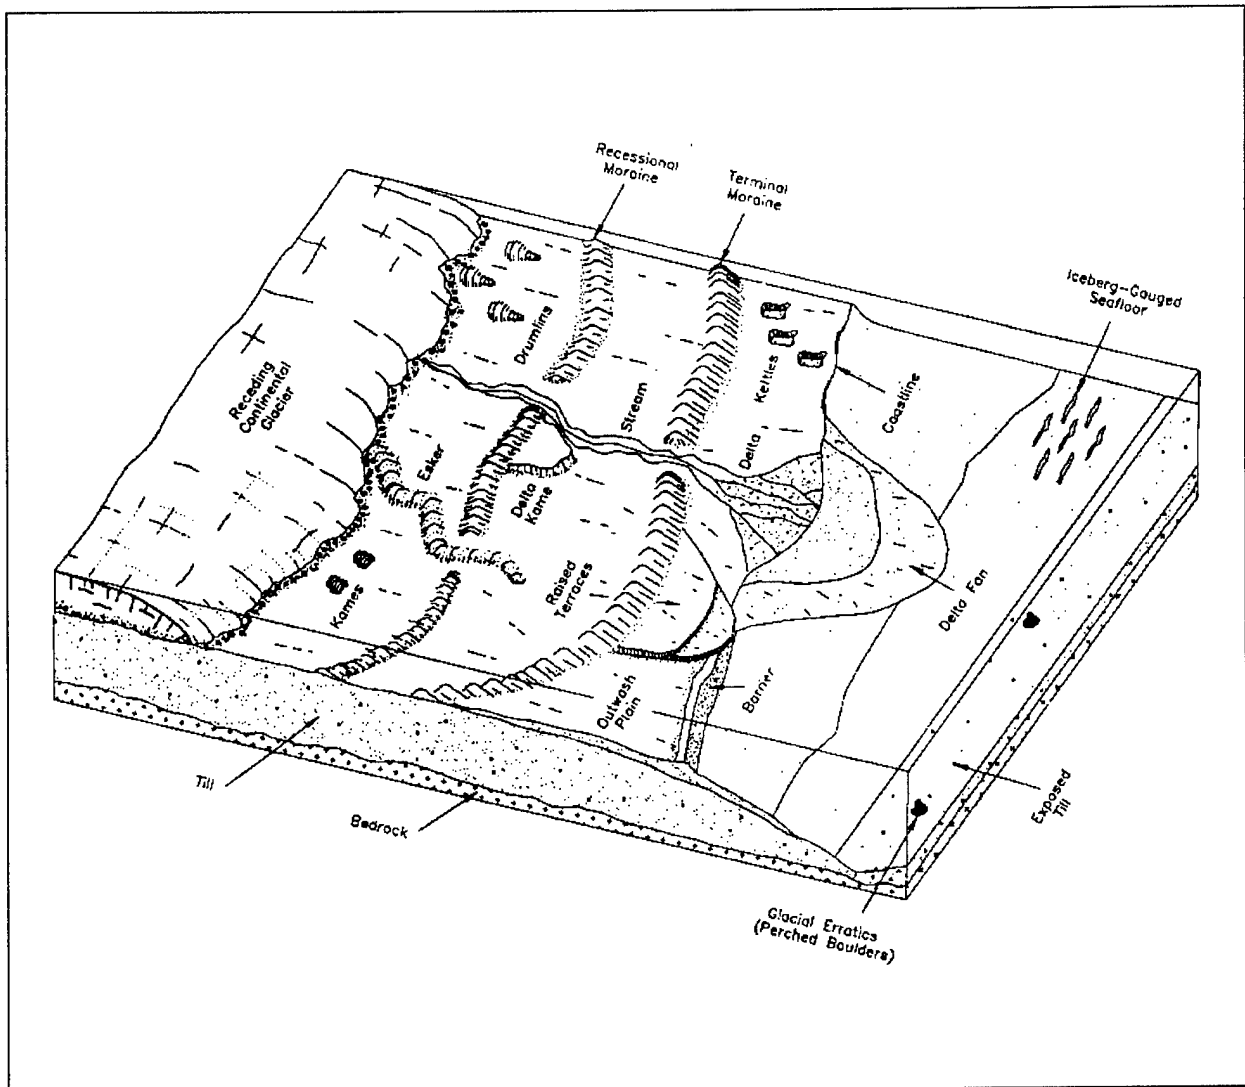 Recessional
Moraine
Terminal
Moraine
Iceberg-Gouged
Seafloor
Receding
Continental
Glacier
Drumlins
Stream
Kettles
Coastline
Esker
Delta
Kame
Delta
Kames
Raised
Terraces
Delta Fan
Outwash
Plain
Barrier
Till
Bedrock
Exposed
Till
Glacial Erratics
(Perched Boulders)